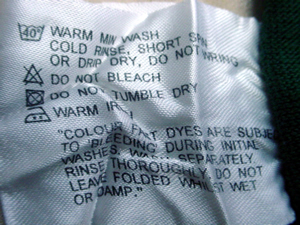 40° WARM MIN WASH
COLD RINSE, SHORT SPIN
OR DRIP DRY, DO NOT WRING
DO NOT BLEACH
DO NOT TUMBLE DRY
WARM IRON
"COLOUR FAST DYES ARE SUBJECT
TO "BLEEDING" DURING INITIAL
WASHES. WASH SEPARATELY.
RINSE THOROUGHLY. DO NOT
LEAVE FOLDED WHILST WET
OR DAMP."